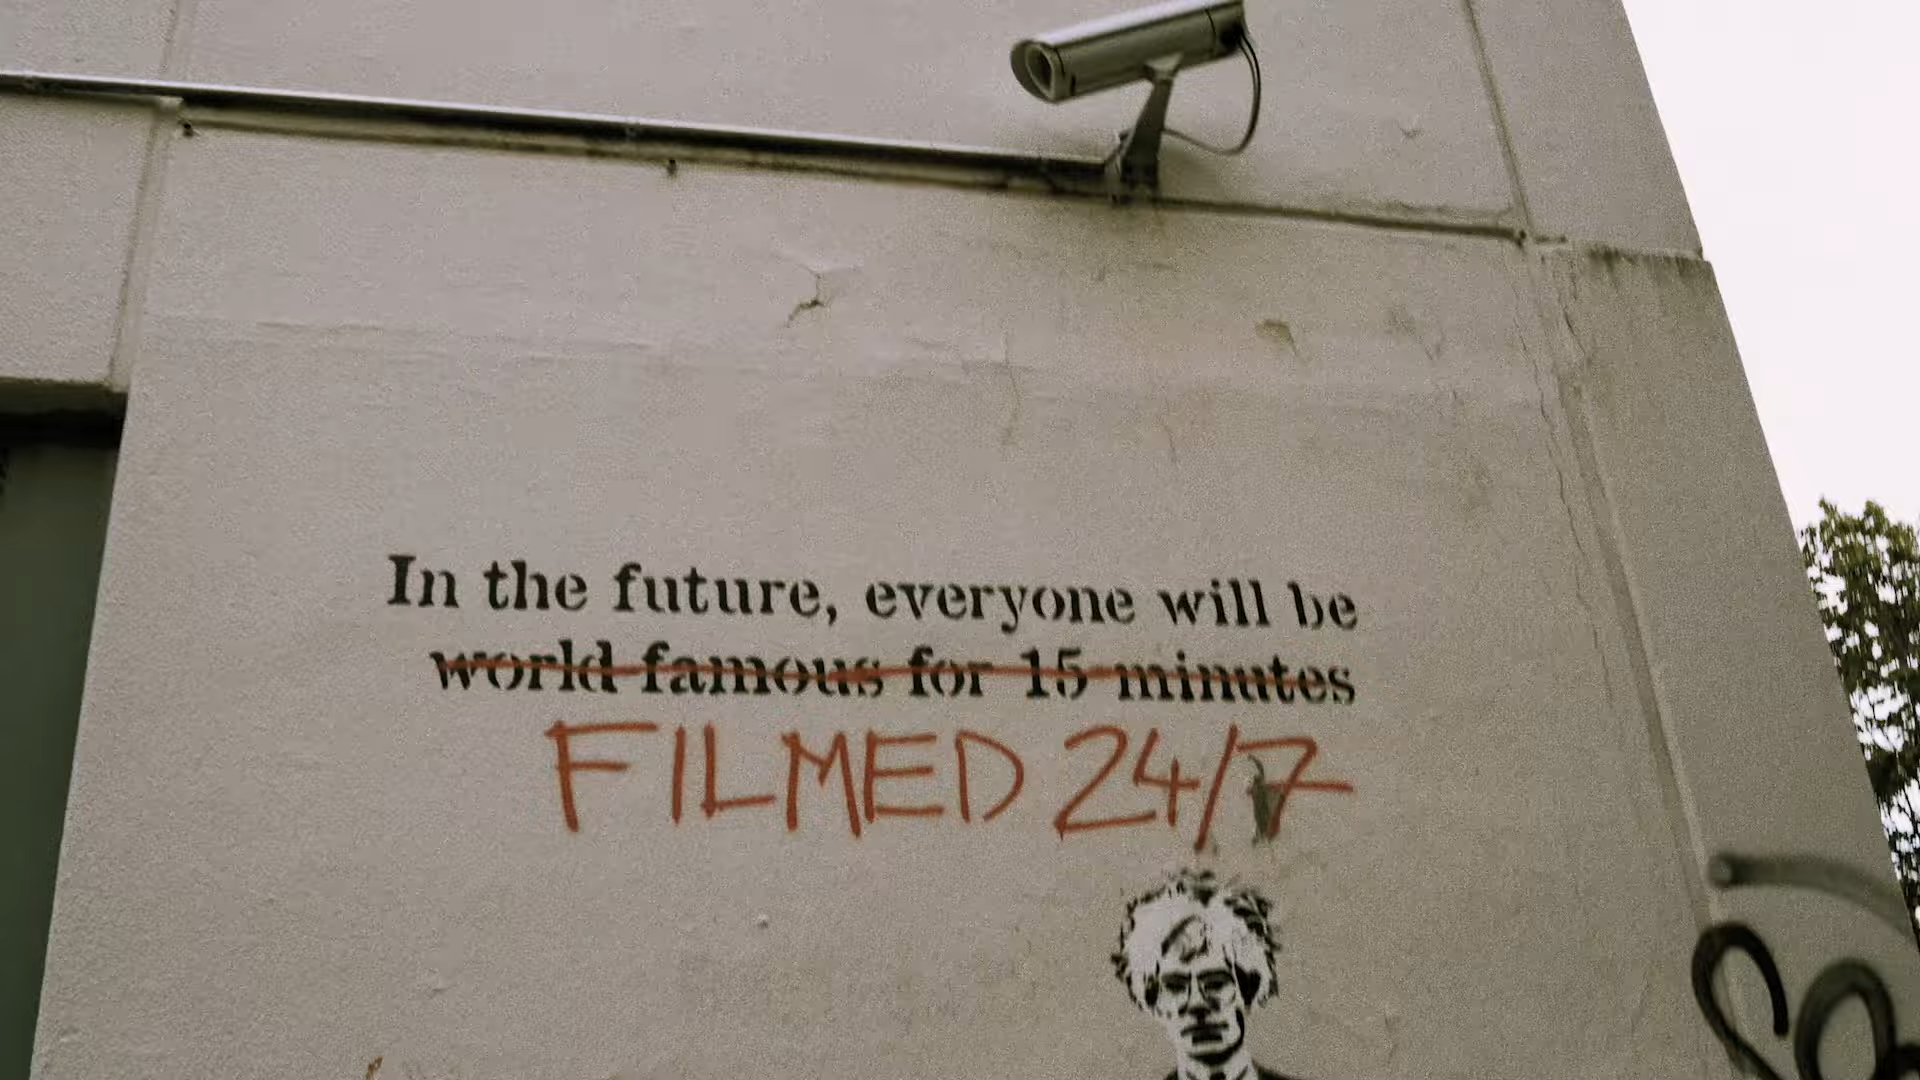 In the future, everyone will be
world famous for 15 minutes
FILMED 24/7